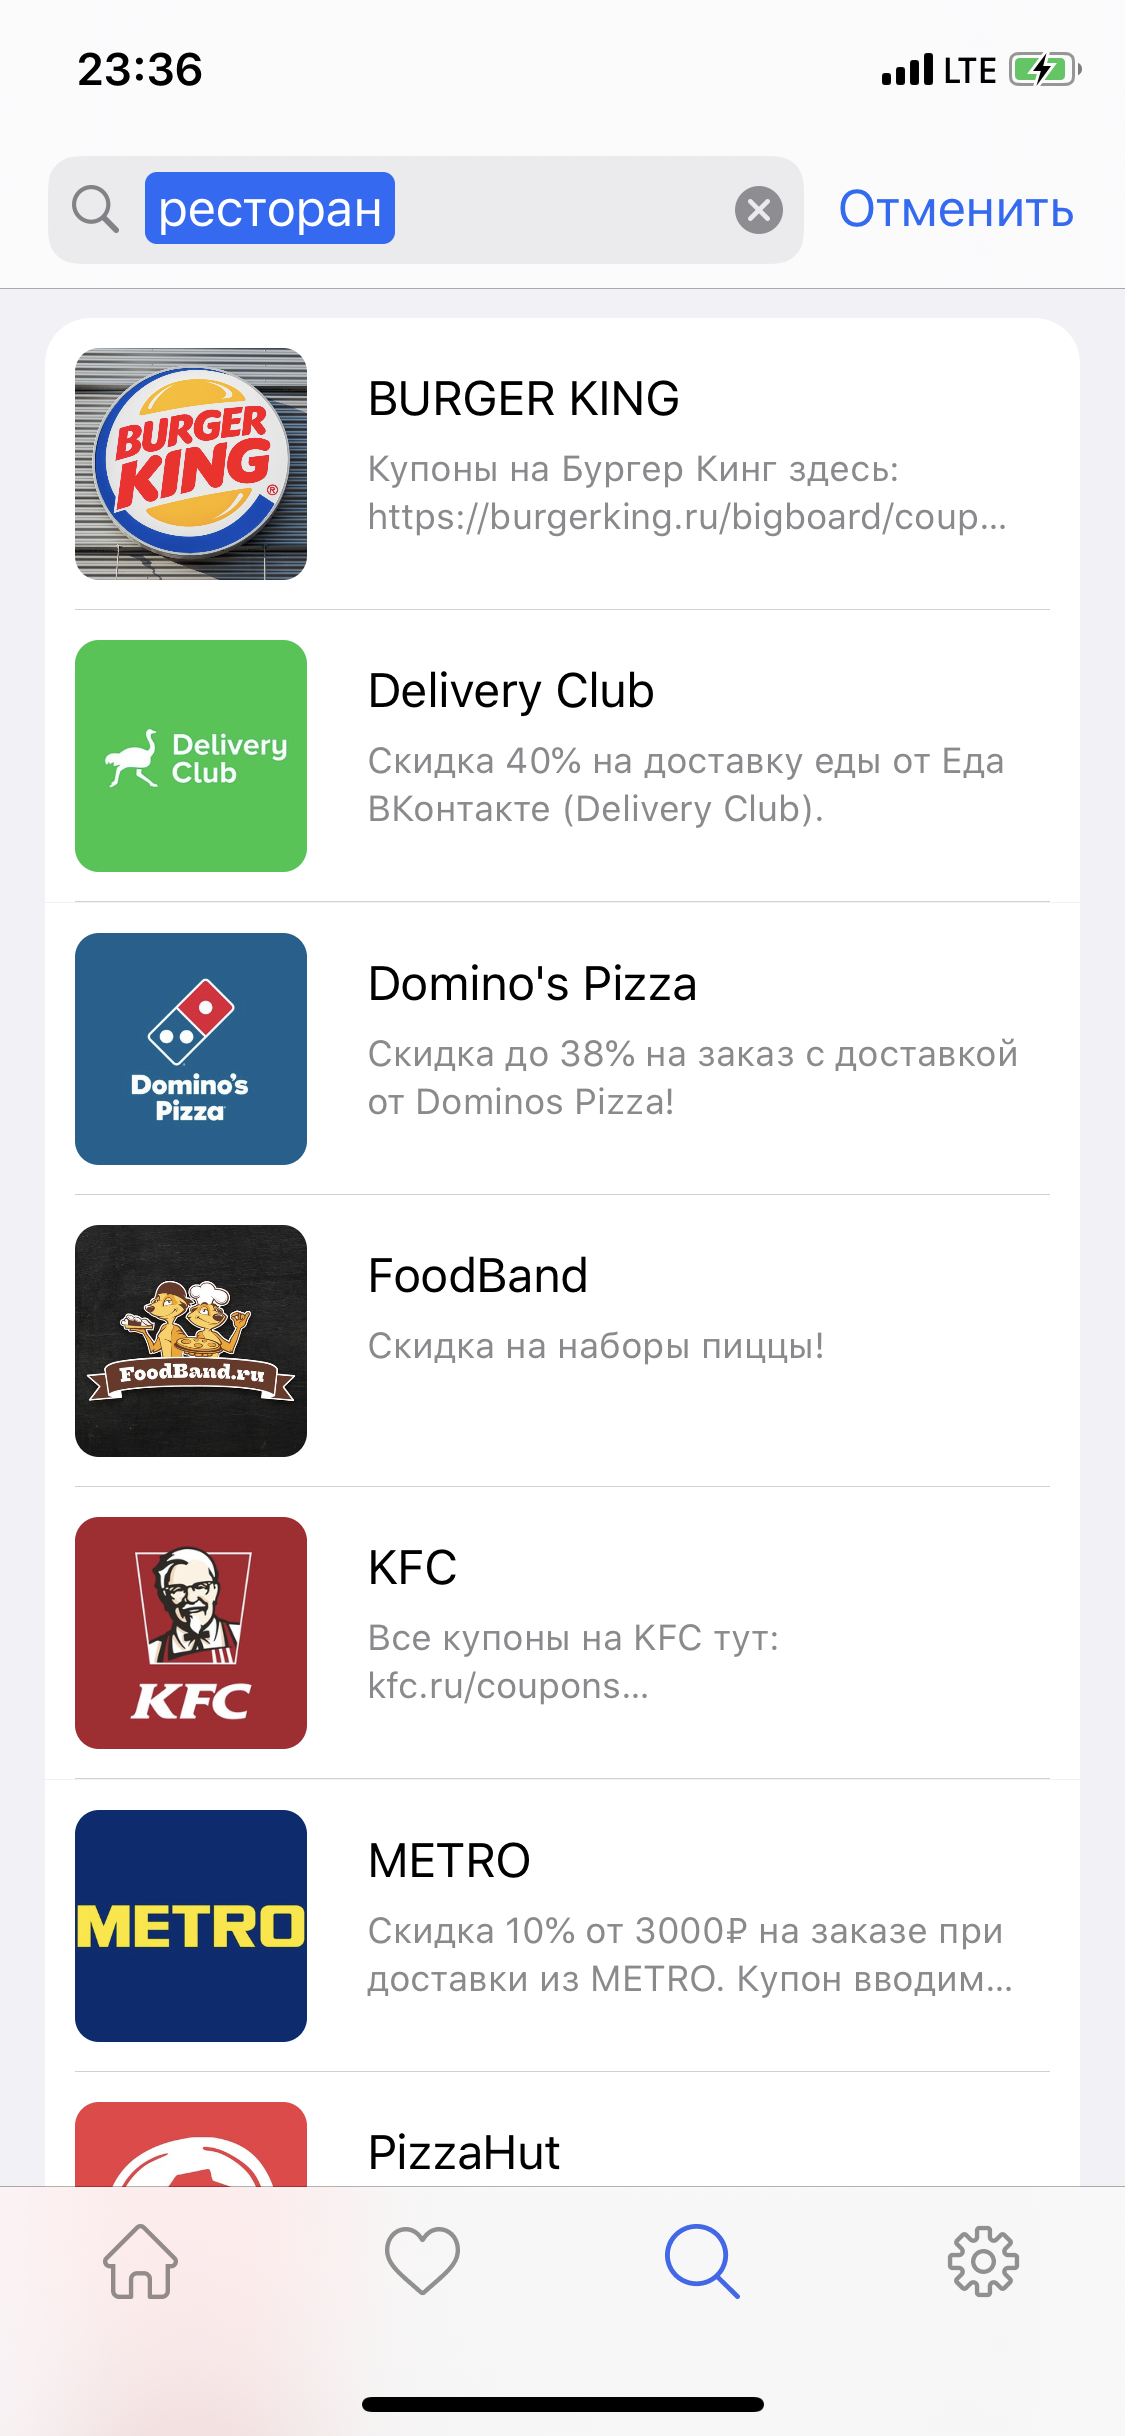 23:36
LTE
ресторан
Отменить
BURGER KING
BURGER
KING
®
Купоны на Бургер Кинг здесь:
https://burgerking.ru/bigboard/coup...
Delivery Club
Delivery
Club
Скидка 40% на доставку еды от Еда
ВКонтакте (Delivery Club).
Domino's Pizza
Domino's
Pizza
Скидка до 38% на заказ с доставкой
от Dominos Pizza!
FoodBand
FoodBand.ru
Скидка на наборы пиццы!
KFC
KFC
Все купоны на KFC тут:
kfc.ru/coupons...
METRO
METRO
Скидка 10% от 3000₽ на заказе при
доставки из METRO. Купон вводим...
PizzaHut